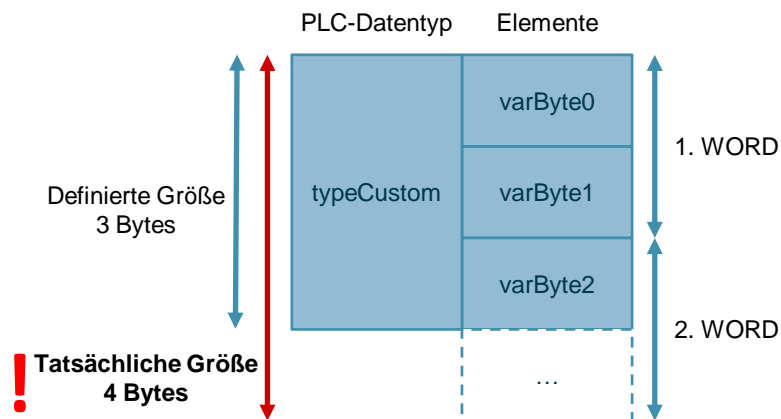 PLC-Datentyp Elemente
varByte0
1. WORD
Definierte Größe
3 Bytes
typeCustom
varByte1
varByte2
2. WORD
! Tatsächliche Größe
4 Bytes
...